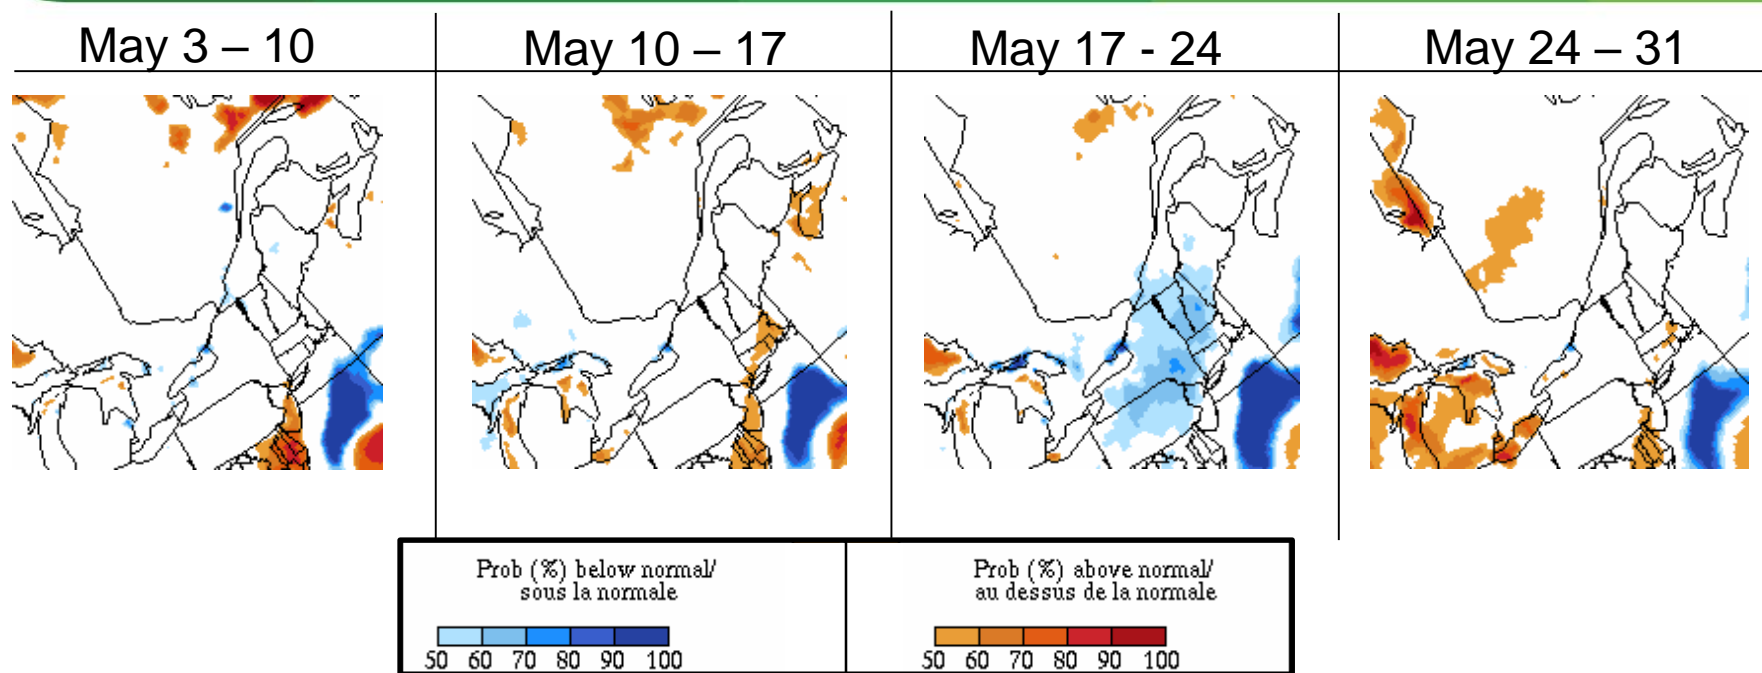 May 3 – 10
May 10 – 17
May 17 - 24
May 24 – 31
Prob (%) below normal/
sous la normale
50 60 70 80 90 100
Prob (%) above normal/
au dessus de la normale
50 60 70 80 90 100